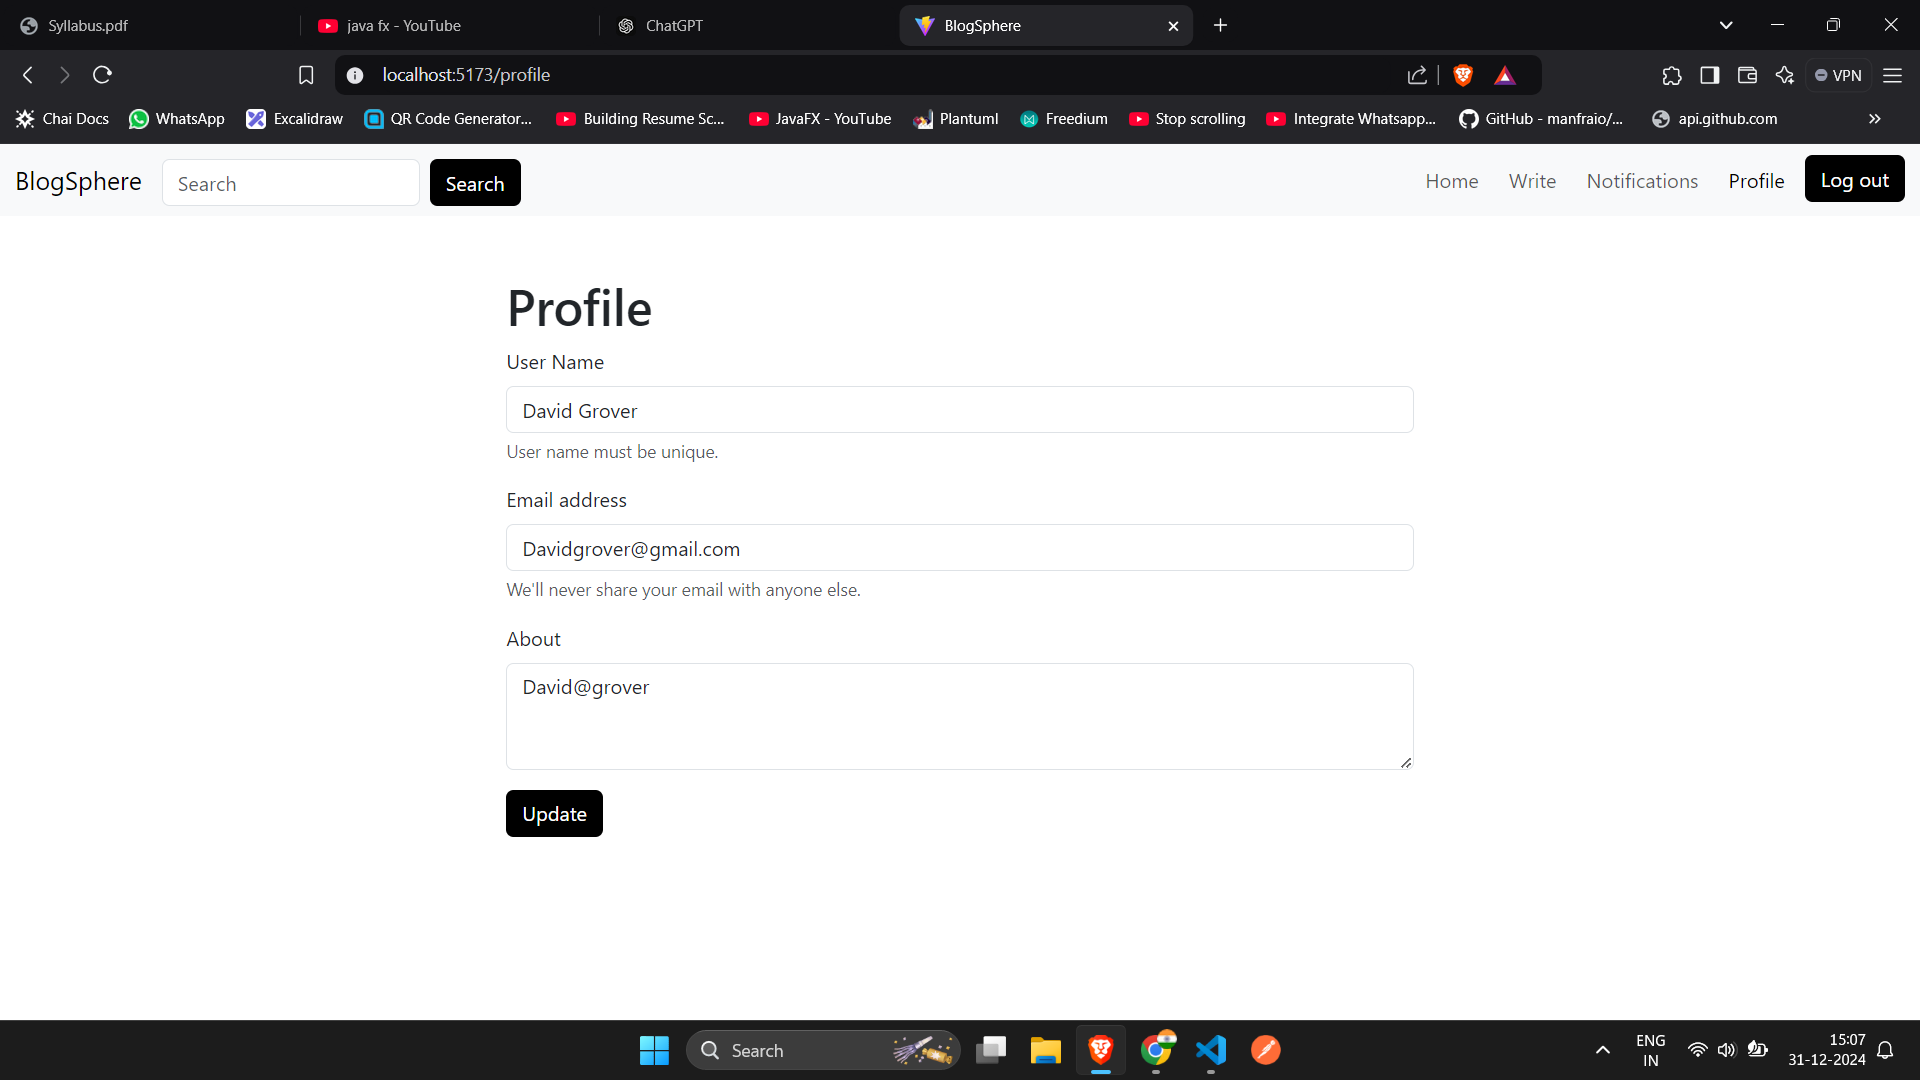 Syllabus.pdf
java fx - YouTube
ChatGPT
BlogSphere
localhost:5173/profile
VPN
Chai Docs
WhatsApp
Excalidraw
QR Code Generator...
Building Resume Sc...
JavaFX - YouTube
Plantuml
Freedium
Stop scrolling
Integrate Whatsapp...
GitHub - manfraio/...
api.github.com
BlogSphere
Search
Search
Home
Write
Notifications
Profile
Log out
Profile
User Name
David Grover
User name must be unique.
Email address
Davidgrover@gmail.com
We'll never share your email with anyone else.
About
David@grover
Update
Search
ENG
IN
15:07
31-12-2024